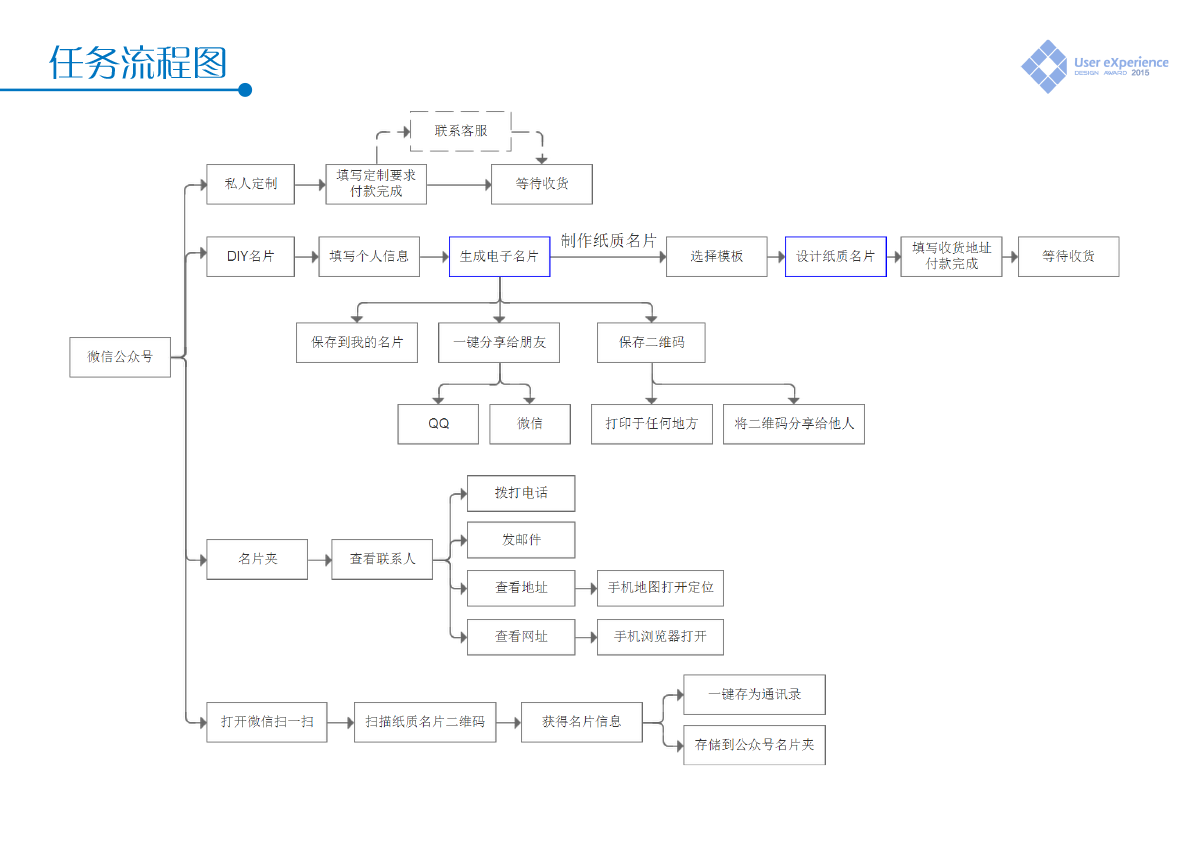 任务流程图
User eXperience
DESIGN AWARD 2015
联系客服
私人定制
填写定制要求
付款完成
等待收货
DIY名片
填写个人信息
生成电子名片
制作纸质名片
选择模板
设计纸质名片
填写收货地址
付款完成
等待收货
保存到我的名片
一键分享给朋友
保存二维码
微信公众号
QQ
微信
打印于任何地方
将二维码分享给他人
拨打电话
发邮件
名片夹
查看联系人
查看地址
手机地图打开定位
查看网址
手机浏览器打开
一键存为通讯录
打开微信扫一扫
扫描纸质名片二维码
获得名片信息
存储到公众号名片夹